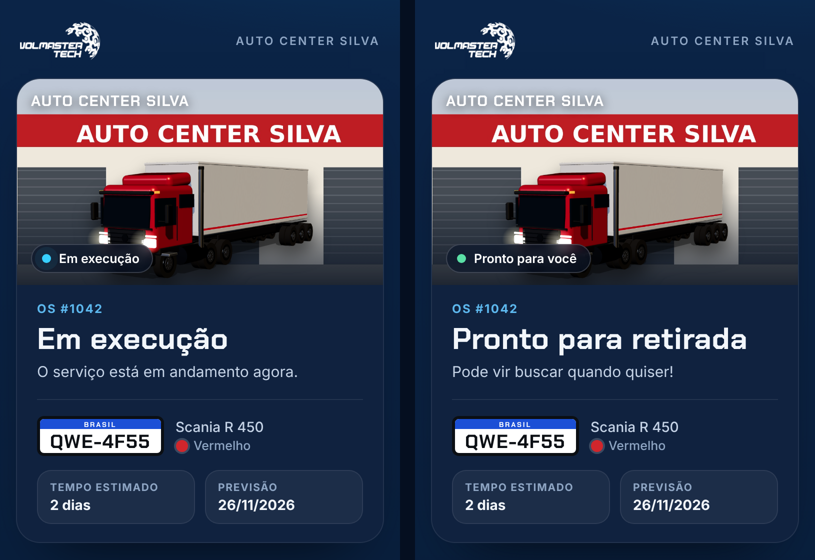 VOLMASTER
TECH
AUTO CENTER SILVA
AUTO CENTER SILVA
AUTO CENTER SILVA
Em execução
OS #1042
Em execução
O serviço está em andamento agora.
BRASIL
QWE-4F55
Scania R 450
Vermelho
TEMPO ESTIMADO
2 dias
PREVISÃO
26/11/2026
VOLMASTER
TECH
AUTO CENTER SILVA
AUTO CENTER SILVA
AUTO CENTER SILVA
Pronto para você
OS #1042
Pronto para retirada
Pode vir buscar quando quiser!
BRASIL
QWE-4F55
Scania R 450
Vermelho
TEMPO ESTIMADO
2 dias
PREVISÃO
26/11/2026